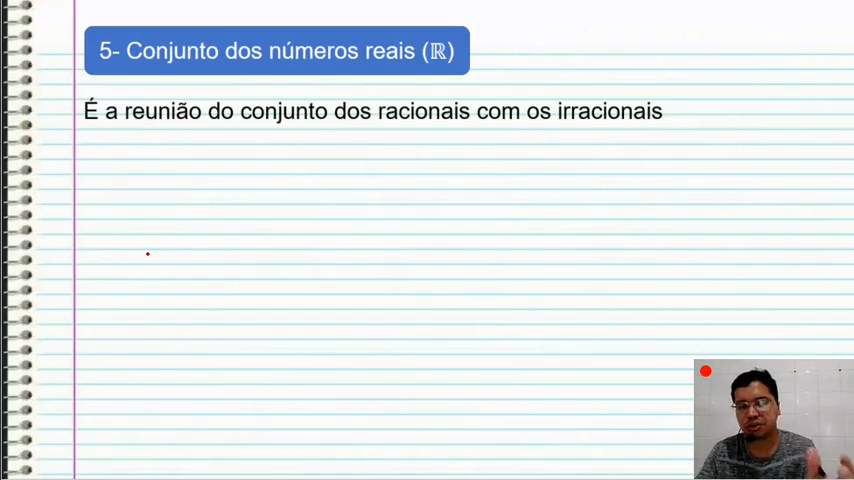 5- Conjunto dos números reais (ℝ)
É a reunião do conjunto dos racionais com os irracionais